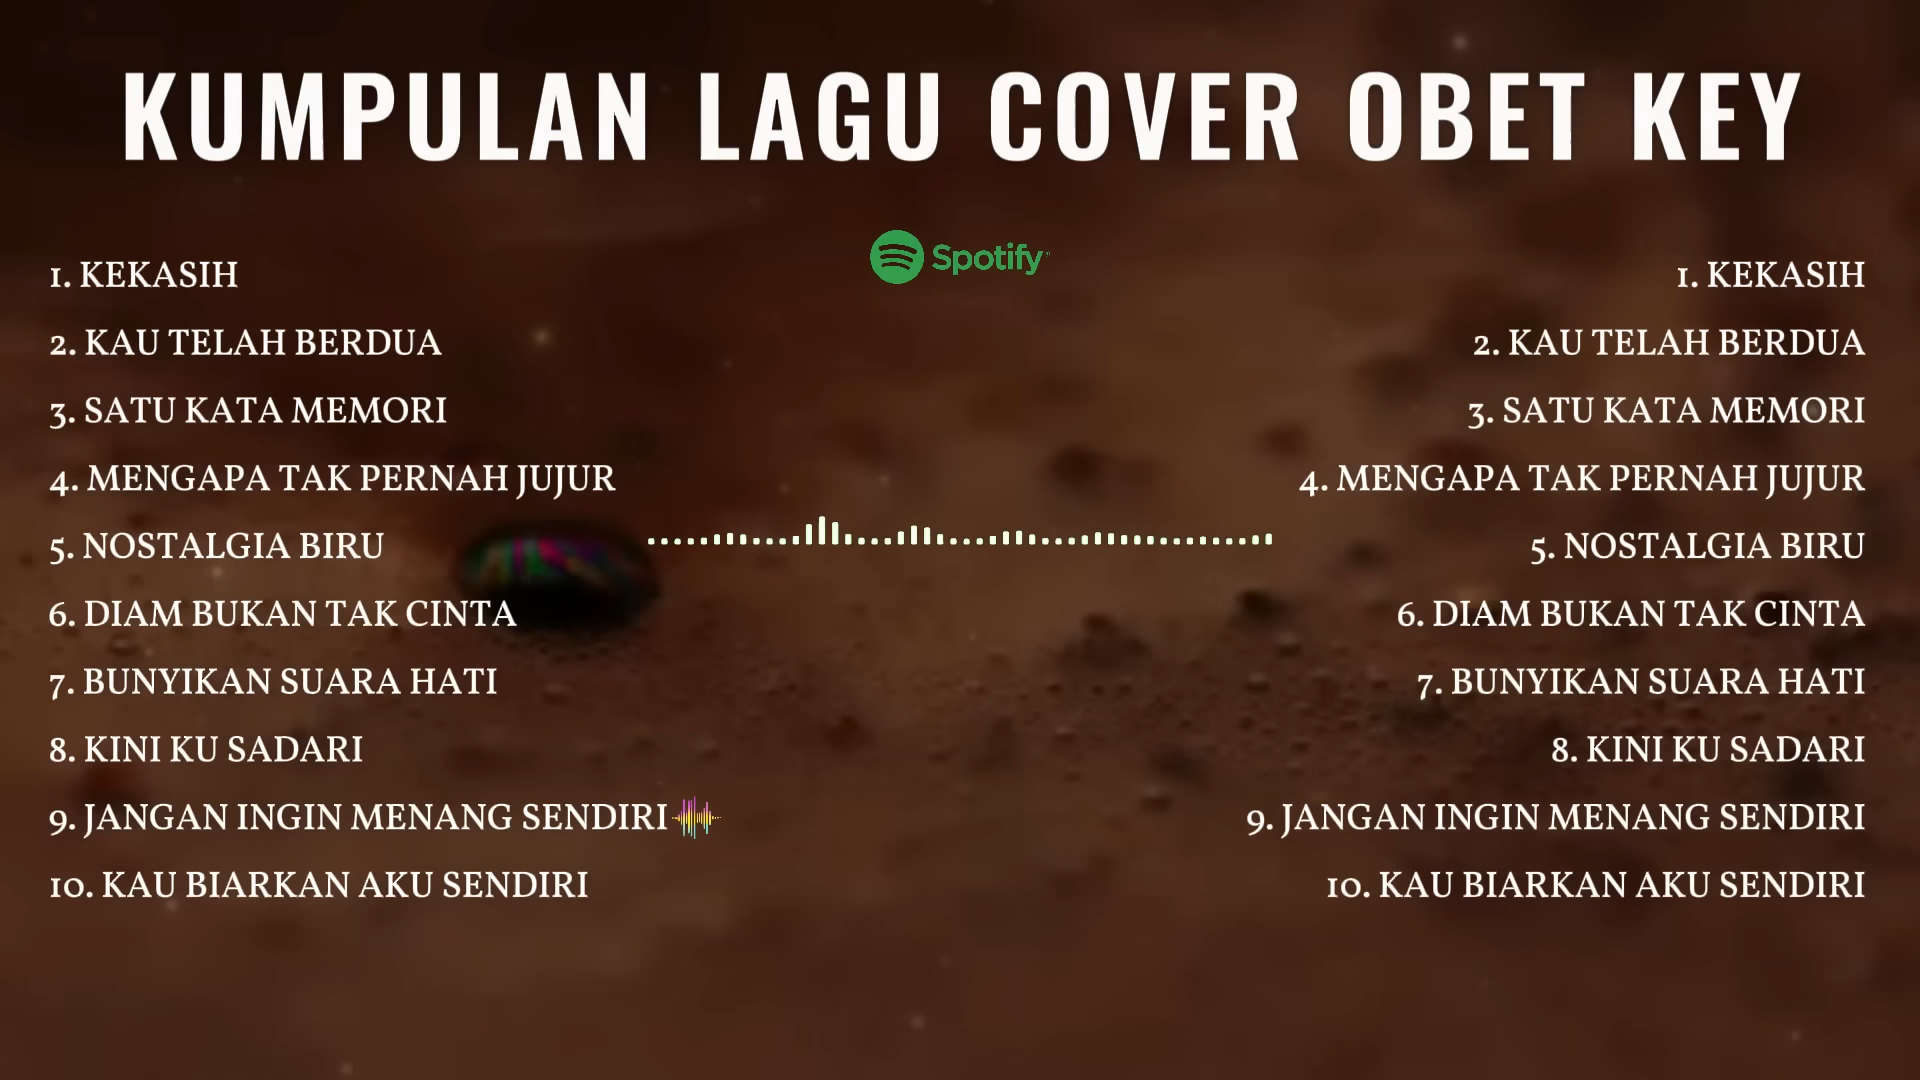 KUMPULAN LAGU COVER OBET KEY
Spotify
1. KEKASIH
2. KAU TELAH BERDUA
3. SATU KATA MEMORI
4. MENGAPA TAK PERNAH JUJUR
5. NOSTALGIA BIRU
6. DIAM BUKAN TAK CINTA
7. BUNYIKAN SUARA HATI
8. KINI KU SADARI
9. JANGAN INGIN MENANG SENDIRI
10. KAU BIARKAN AKU SENDIRI
1. KEKASIH
2. KAU TELAH BERDUA
3. SATU KATA MEMORI
4. MENGAPA TAK PERNAH JUJUR
5. NOSTALGIA BIRU
6. DIAM BUKAN TAK CINTA
7. BUNYIKAN SUARA HATI
8. KINI KU SADARI
9. JANGAN INGIN MENANG SENDIRI
10. KAU BIARKAN AKU SENDIRI